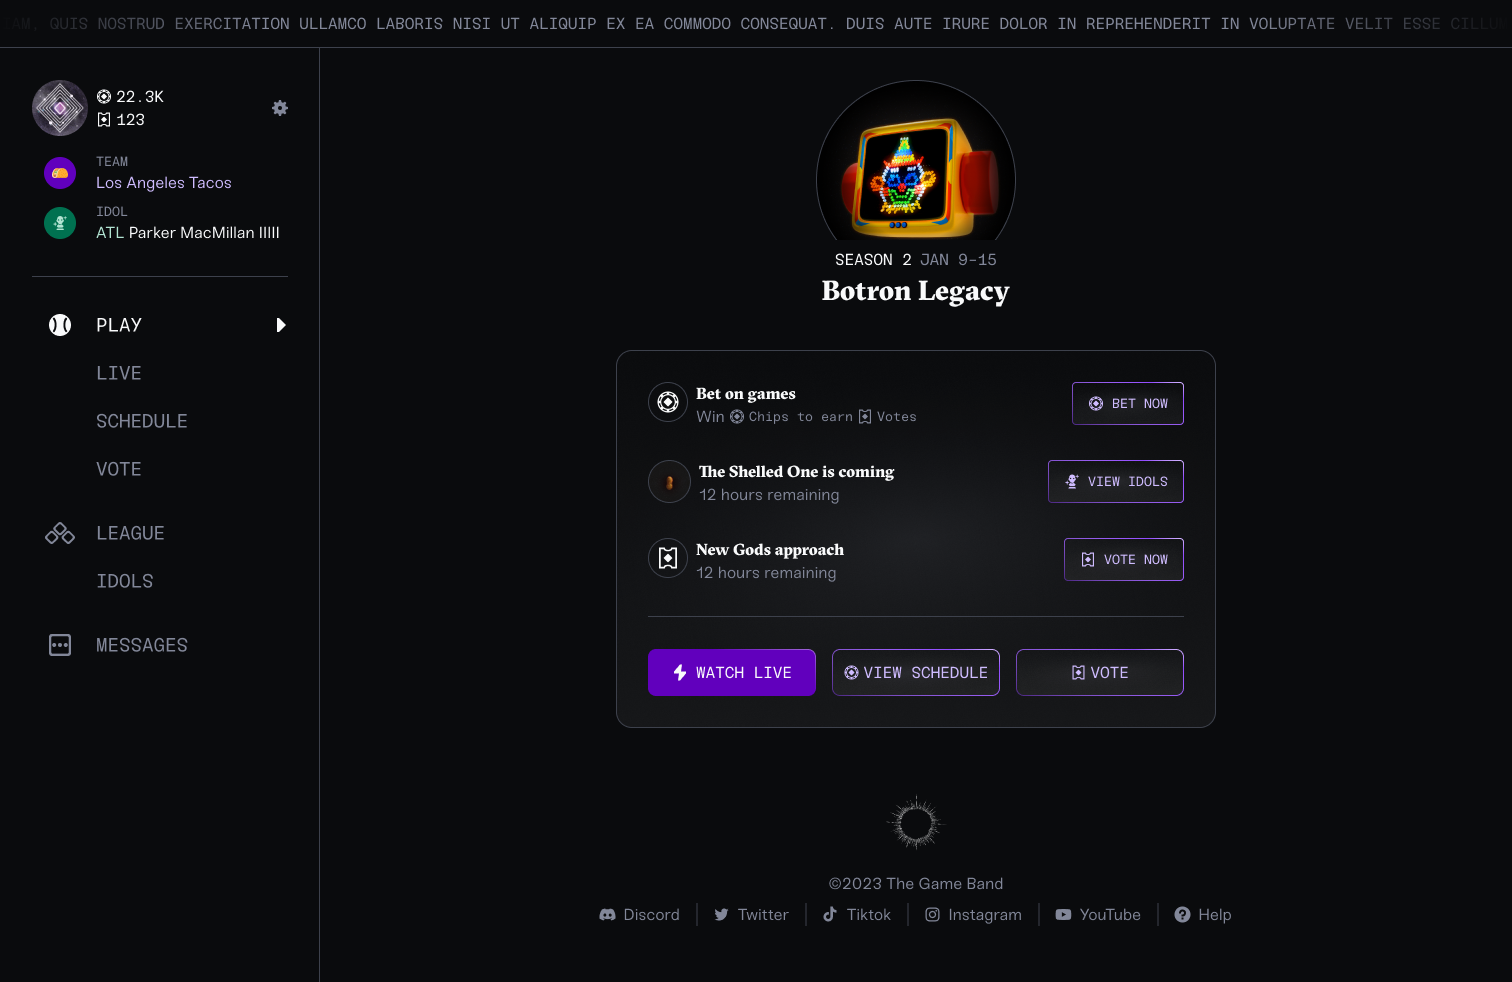 QUIS NOSTRUD EXERCITATION ULLAMCO LABORIS NISI UT ALIQUIP EX EA COMMODO CONSEQUAT. DUIS AUTE IRURE DOLOR IN REPREHENDERIT IN VOLUPTATE VELIT ESSE
22.3K
123
TEAM
Los Angeles Tacos
IDOL
ATL Parker MacMillan IIIII
PLAY
LIVE
SCHEDULE
VOTE
LEAGUE
IDOLS
MESSAGES
SEASON 2 JAN 9-15
Botron Legacy
Bet on games
Win Chips to earn Votes
BET NOW
The Shelled One is coming
12 hours remaining
VIEW IDOLS
New Gods approach
12 hours remaining
VOTE NOW
WATCH LIVE
VIEW SCHEDULE
VOTE
©2023 The Game Band
Discord
Twitter
Tiktok
Instagram
YouTube
Help